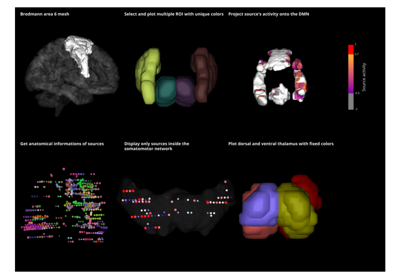 Brodmann area 6 mesh
Select and plot multiple ROI with unique colors
Project source's activity onto the DMN
Source activity
Get anatomical informations of sources
Display only sources inside the
somatomotor network
Plot dorsal and ventral thalamus with fixed colors